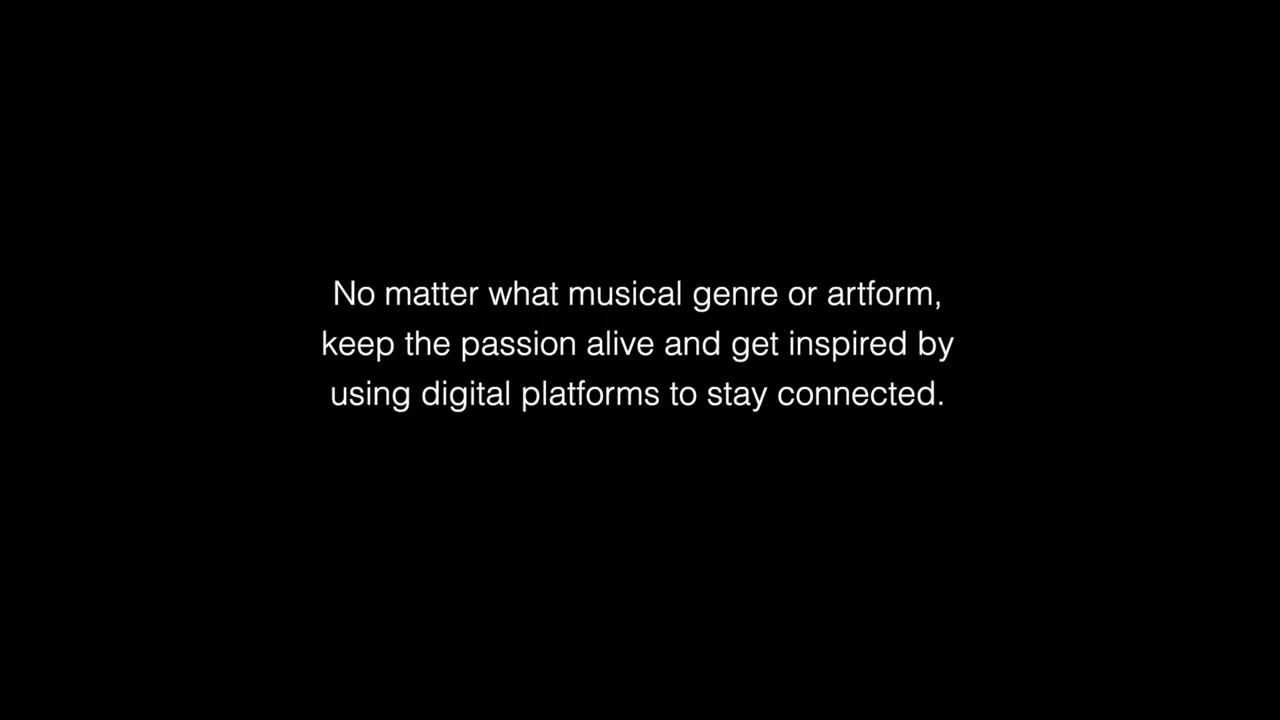 No matter what musical genre or artform,
keep the passion alive and get inspired by
using digital platforms to stay connected.